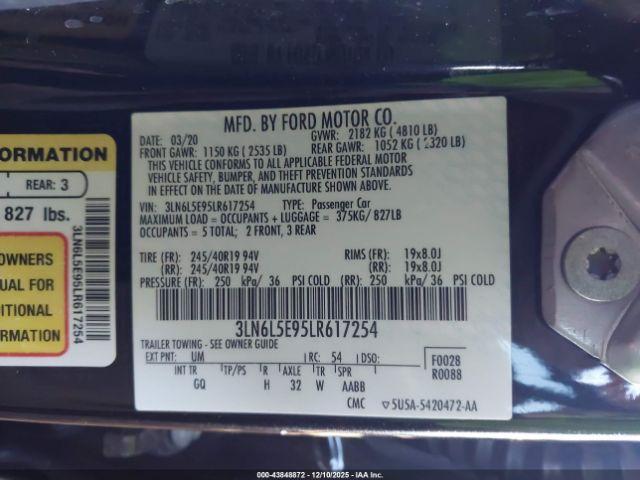 MFD. BY FORD MOTOR CO.
DATE: 03/20 GVWR: 2182 KG ( 4810 LB)
FRONT GAWR: 1150 KG ( 2535 LB) REAR GAWR: 1052 KG ( 2320 LB)
THIS VEHICLE CONFORMS TO ALL APPLICABLE FEDERAL MOTOR
VEHICLE SAFETY, BUMPER, AND THEFT PREVENTION STANDARDS
IN EFFECT ON THE DATE OF MANUFACTURE SHOWN ABOVE.
VIN: 3LN6L5E95LR617254 TYPE: Passenger Car
MAXIMUM LOAD = OCCUPANTS + LUGGAGE = 375KG/ 827LB
OCCUPANTS = 5 TOTAL; 2 FRONT, 3 REAR
TIRE (FR): 245/40R19 94V RIMS (FR): 19x8.0J
(RR): 245/40R19 94V (RR): 19x8.0J
PRESSURE (FR): 250 kPa/ 36 PSI COLD (RR): 250 kPa/ 36 PSI COLD
3LN6L5E95LR617254
TRAILER TOWING - SEE OWNER GUIDE
EXT PNT: UM RC: 54 DSO: F0028
INT TR TP/PS R AXLE TR SPR R0088
GQ H 32 W AABB
CMC ▽5USA-5420472-AA
ORMATION
REAR: 3
827 lbs.
OWNERS
UAL FOR
DITIONAL
ORMATION
3LN6L5E95LR617254
000-43848872 - 12/10/2025 - IAA Inc.